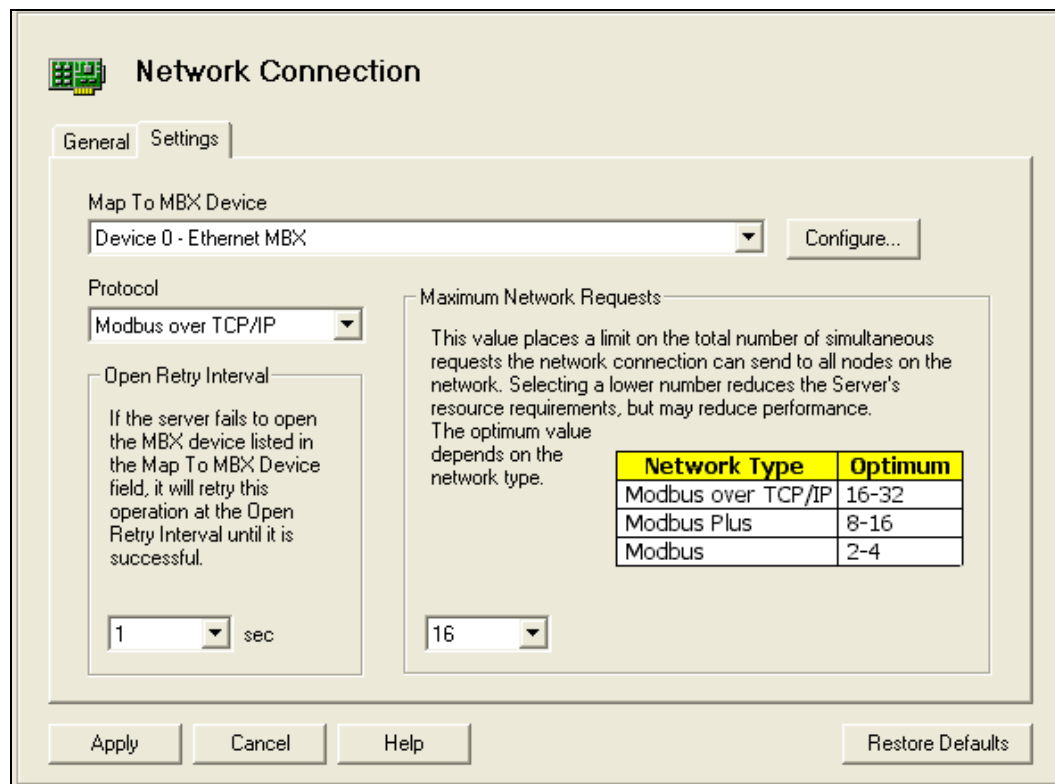 Network Connection
General
Settings
Map To MBX Device
Device 0 - Ethernet MBX
Configure...
Protocol
Modbus over TCP/IP
Open Retry Interval
If the server fails to open
the MBX device listed in
the Map To MBX Device
field, it will retry this
operation at the Open
Retry Interval until it is
successful.
1
sec
Maximum Network Requests
This value places a limit on the total number of simultaneous
requests the network connection can send to all nodes on the
network. Selecting a lower number reduces the Server's
resource requirements, but may reduce performance.
The optimum value
depends on the
network type.
Network Type Optimum
Modbus over TCP/IP 16-32
Modbus Plus 8-16
Modbus 2-4
16
Apply
Cancel
Help
Restore Defaults